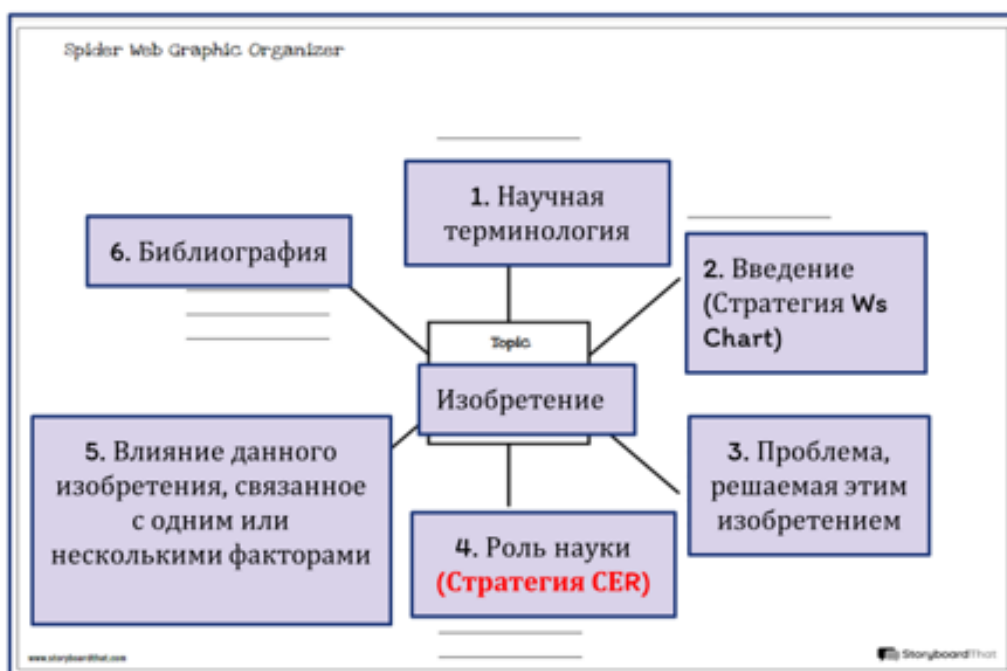 Spider Web Graphic Organizer
1. Научная
терминология
6. Библиография
2. Введение
(Стратегия Ws
Chart)
Topic
Изобретение
5. Влияние данного
изобретения, связанное
с одним или
несколькими факторами
3. Проблема,
решаемая этим
изобретением
4. Роль науки
(Стратегия CER)
www.storyboardthat.com
StoryboardThat